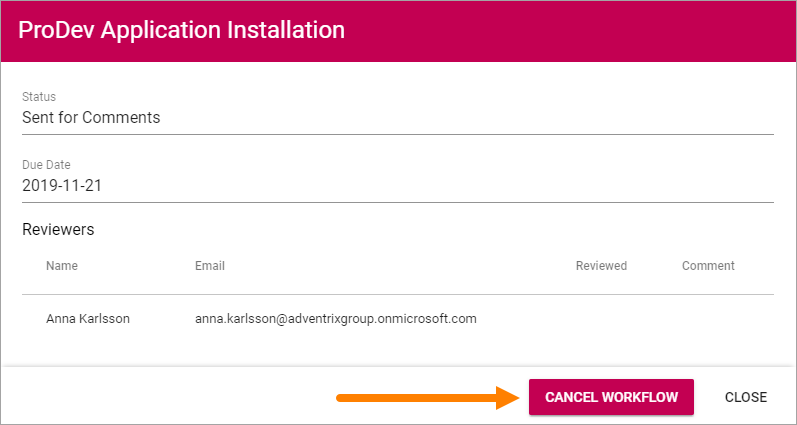 ProDev Application Installation
Status
Sent for Comments
Due Date
2019-11-21
Reviewers
Name Email Reviewed Comment
Anna Karlsson anna.karlsson@adventrixgroup.onmicrosoft.com
CANCEL WORKFLOW CLOSE